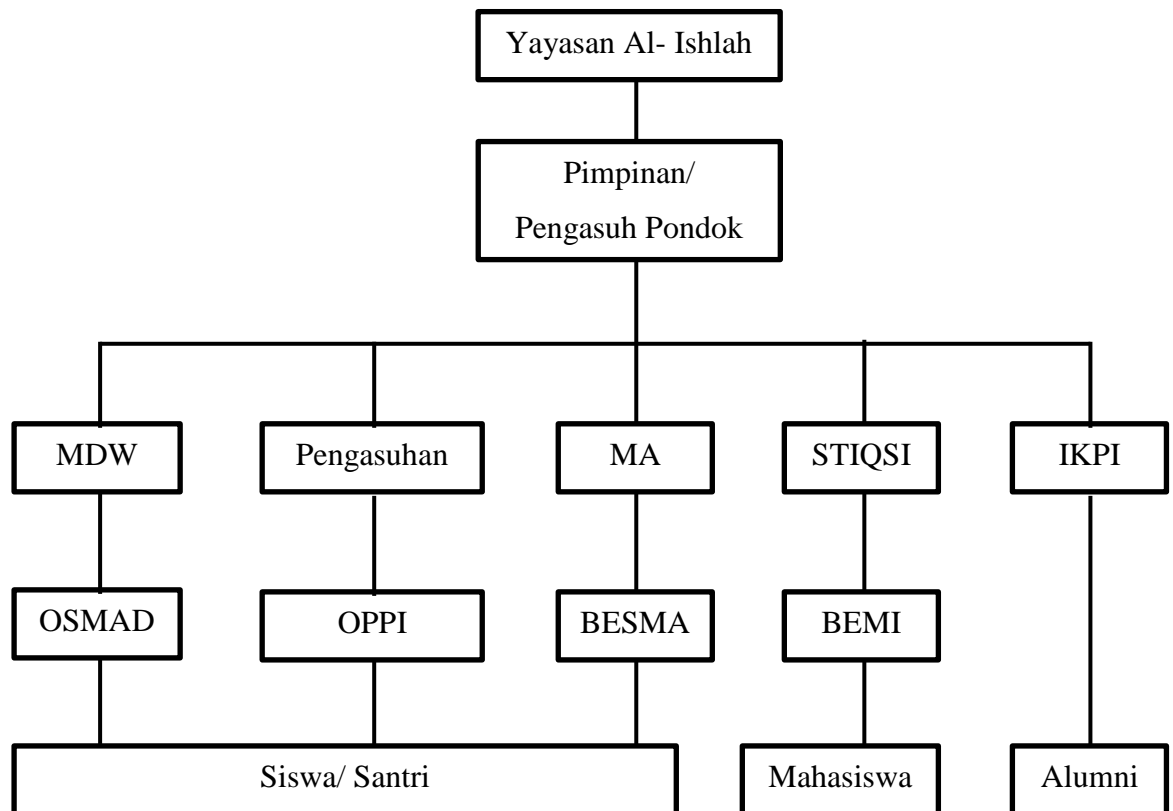 Yayasan Al- Ishlah
Pimpinan/
Pengasuh Pondok
MDW
Pengasuhan
MA
STIQSI
IKPI
OSMAD
OPPI
BESMA
BEMI
Siswa/ Santri
Mahasiswa
Alumni